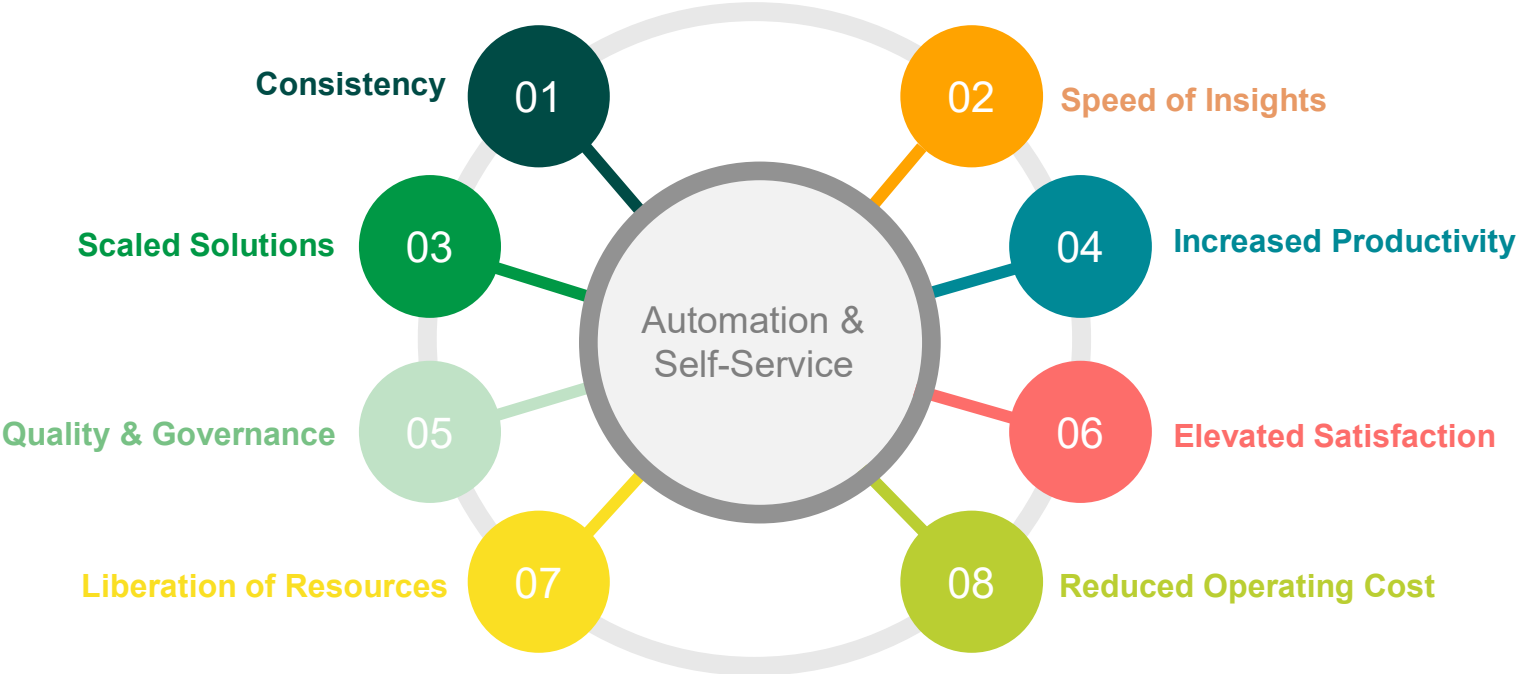 Consistency
01
02
Speed of Insights
Scaled Solutions
03
04
Increased Productivity
Automation &
Self-Service
Quality & Governance
05
06
Elevated Satisfaction
Liberation of Resources
07
08
Reduced Operating Cost